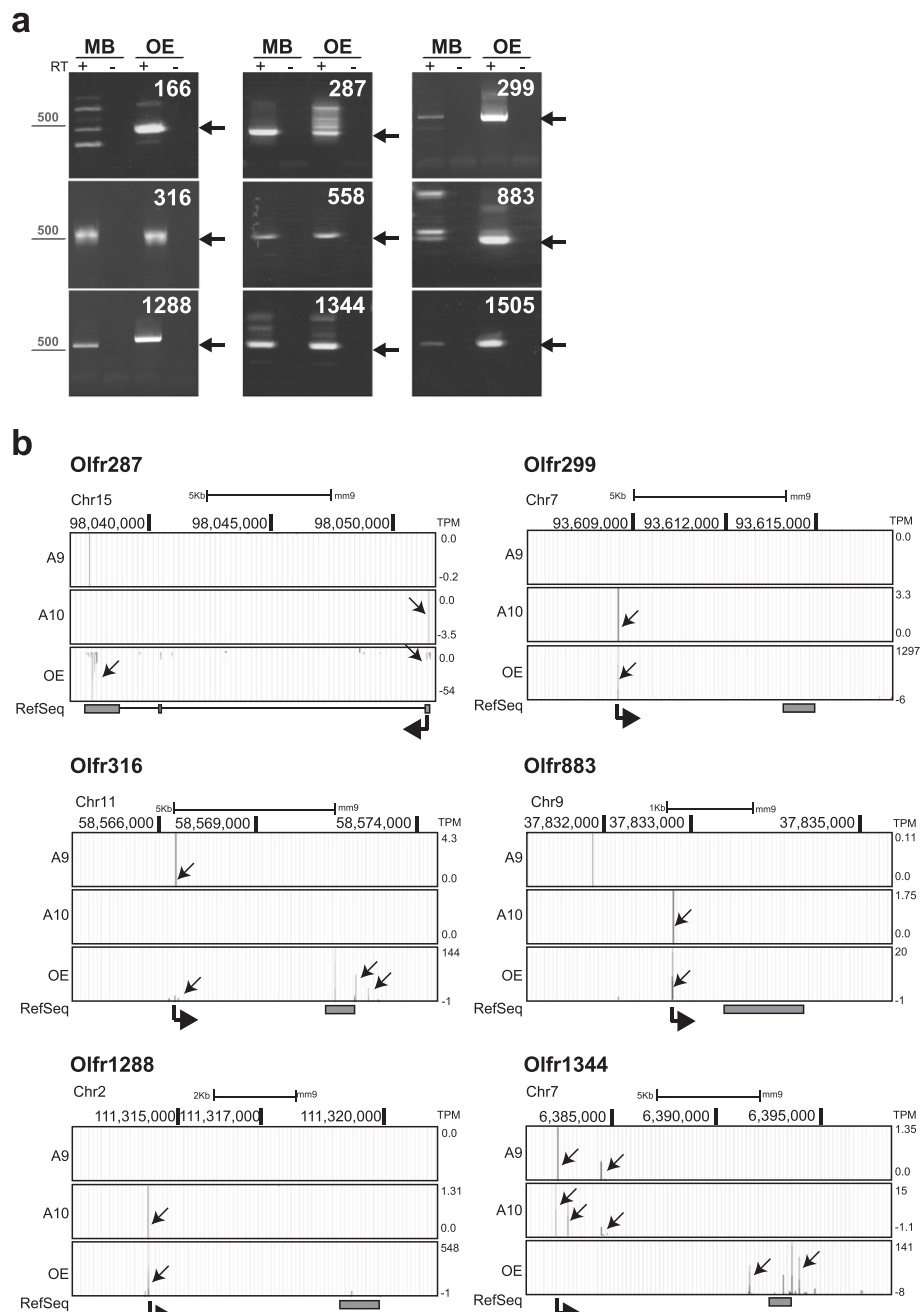 a
MB OE MB OE MB OE
RT + - + - + - + - + - + -
166 287 299
500
316 558 883
500
1288 1344 1505
500
b
Olfr287
Chr15 5Kb mm9
98,040,000 98,045,000 98,050,000 TPM
A9 0.0 -0.2
A10 0.0 -3.5
OE 0.0 -54
RefSeq
Olfr299
Chr7 5Kb mm9
93,609,000 93,612,000 93,615,000 TPM
A9 0.0
A10 3.3 0.0
OE 1297 -6
RefSeq
Olfr316
Chr11 5Kb mm9
58,566,000 58,569,000 58,574,000 TPM
A9 4.3 0.0
A10 0.0
OE 144 -1
RefSeq
Olfr883
Chr9 1Kb mm9
37,832,000 37,833,000 37,835,000 TPM
A9 0.11 0.0
A10 1.75 0.0
OE 20 -1
RefSeq
Olfr1288
Chr2 2Kb mm9
111,315,000 111,317,000 111,320,000 TPM
A9 0.0
A10 1.31 0.0
OE 548 -1
RefSeq
Olfr1344
Chr7 5Kb mm9
6,385,000 6,390,000 6,395,000 TPM
A9 1.35 0.0
A10 15 -1.1
OE 141 -8
RefSeq